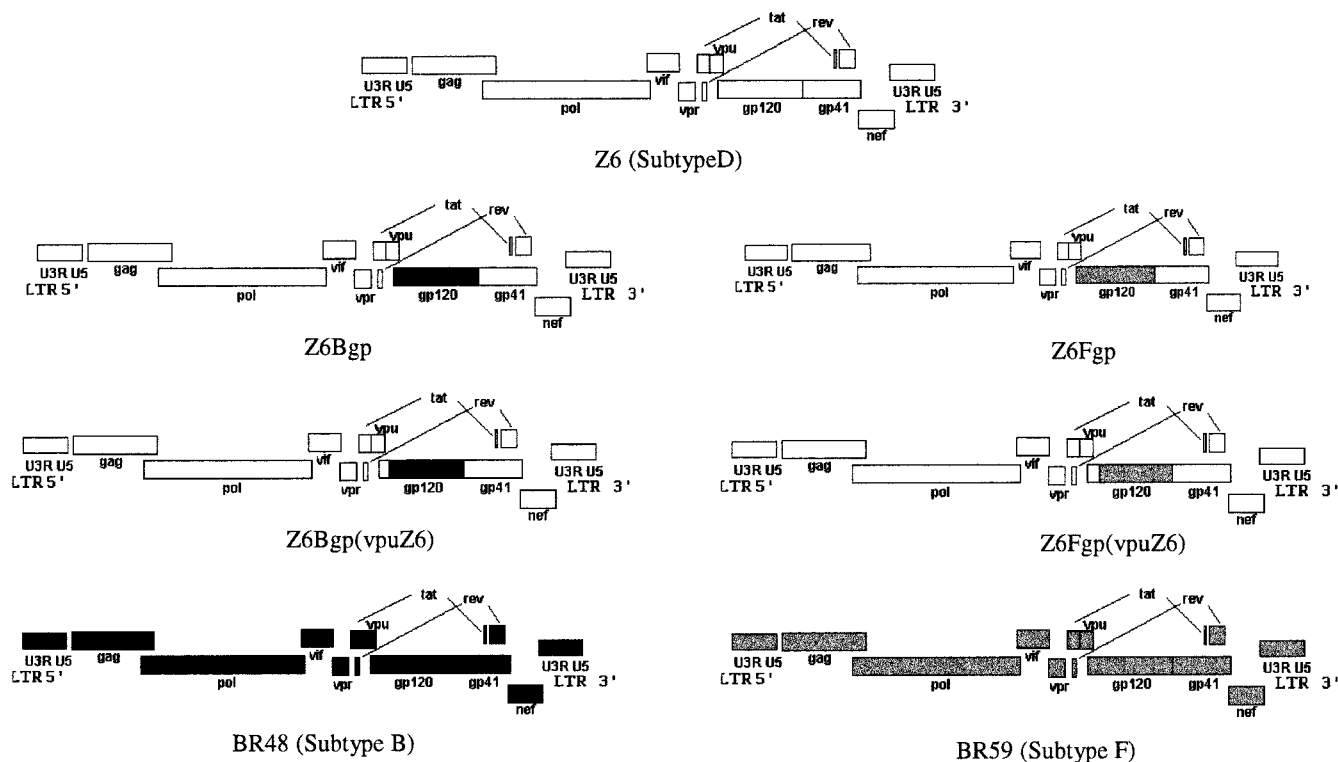 tat rev
vpu
vif
U3R U5 gag U3R U5
LTR 5' LTR 3'
pol vpr gp120 gp41
nef
Z6 (SubtypeD)
tat rev
vpu
vif
U3R U5 gag U3R U5
LTR 5' LTR 3'
pol vpr gp120 gp41
nef
Z6Bgp
tat rev
vpu
vif
U3R U5 gag U3R U5
LTR 5' LTR 3'
pol vpr gp120 gp41
nef
Z6Fgp
tat rev
vpu
vif
U3R U5 gag U3R U5
LTR 5' LTR 3'
pol vpr gp120 gp41
nef
Z6Bgp(vpuZ6)
tat rev
vpu
vif
U3R U5 gag U3R U5
LTR 5' LTR 3'
pol vpr gp120 gp41
nef
Z6Fgp(vpuZ6)
tat rev
vpu
vif
U3R U5 gag U3R U5
LTR 5' LTR 3'
pol vpr gp120 gp41
nef
BR48 (Subtype B)
tat rev
vpu
vif
U3R U5 gag U3R U5
LTR 5' LTR 3'
pol vpr gp120 gp41
nef
BR59 (Subtype F)